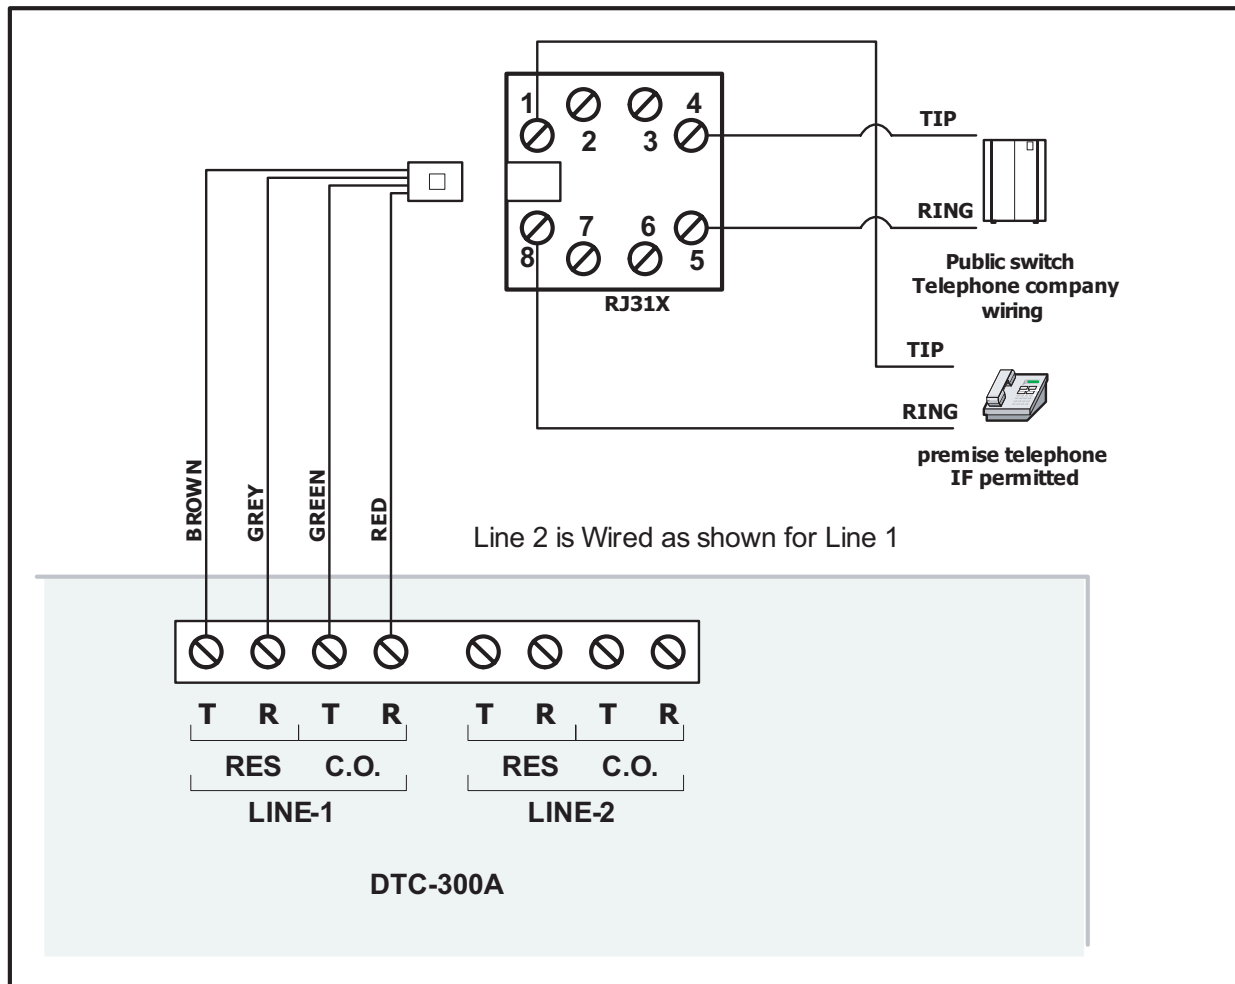 1
2
3
4
8
7
6
5
RJ31X
TIP
RING
Public switch
Telephone company
wiring
TIP
RING
premise telephone
IF permitted
BROWN
GREY
GREEN
RED
Line 2 is Wired as shown for Line 1
T R T R T R T R
RES C.O. RES C.O.
LINE-1 LINE-2
DTC-300A